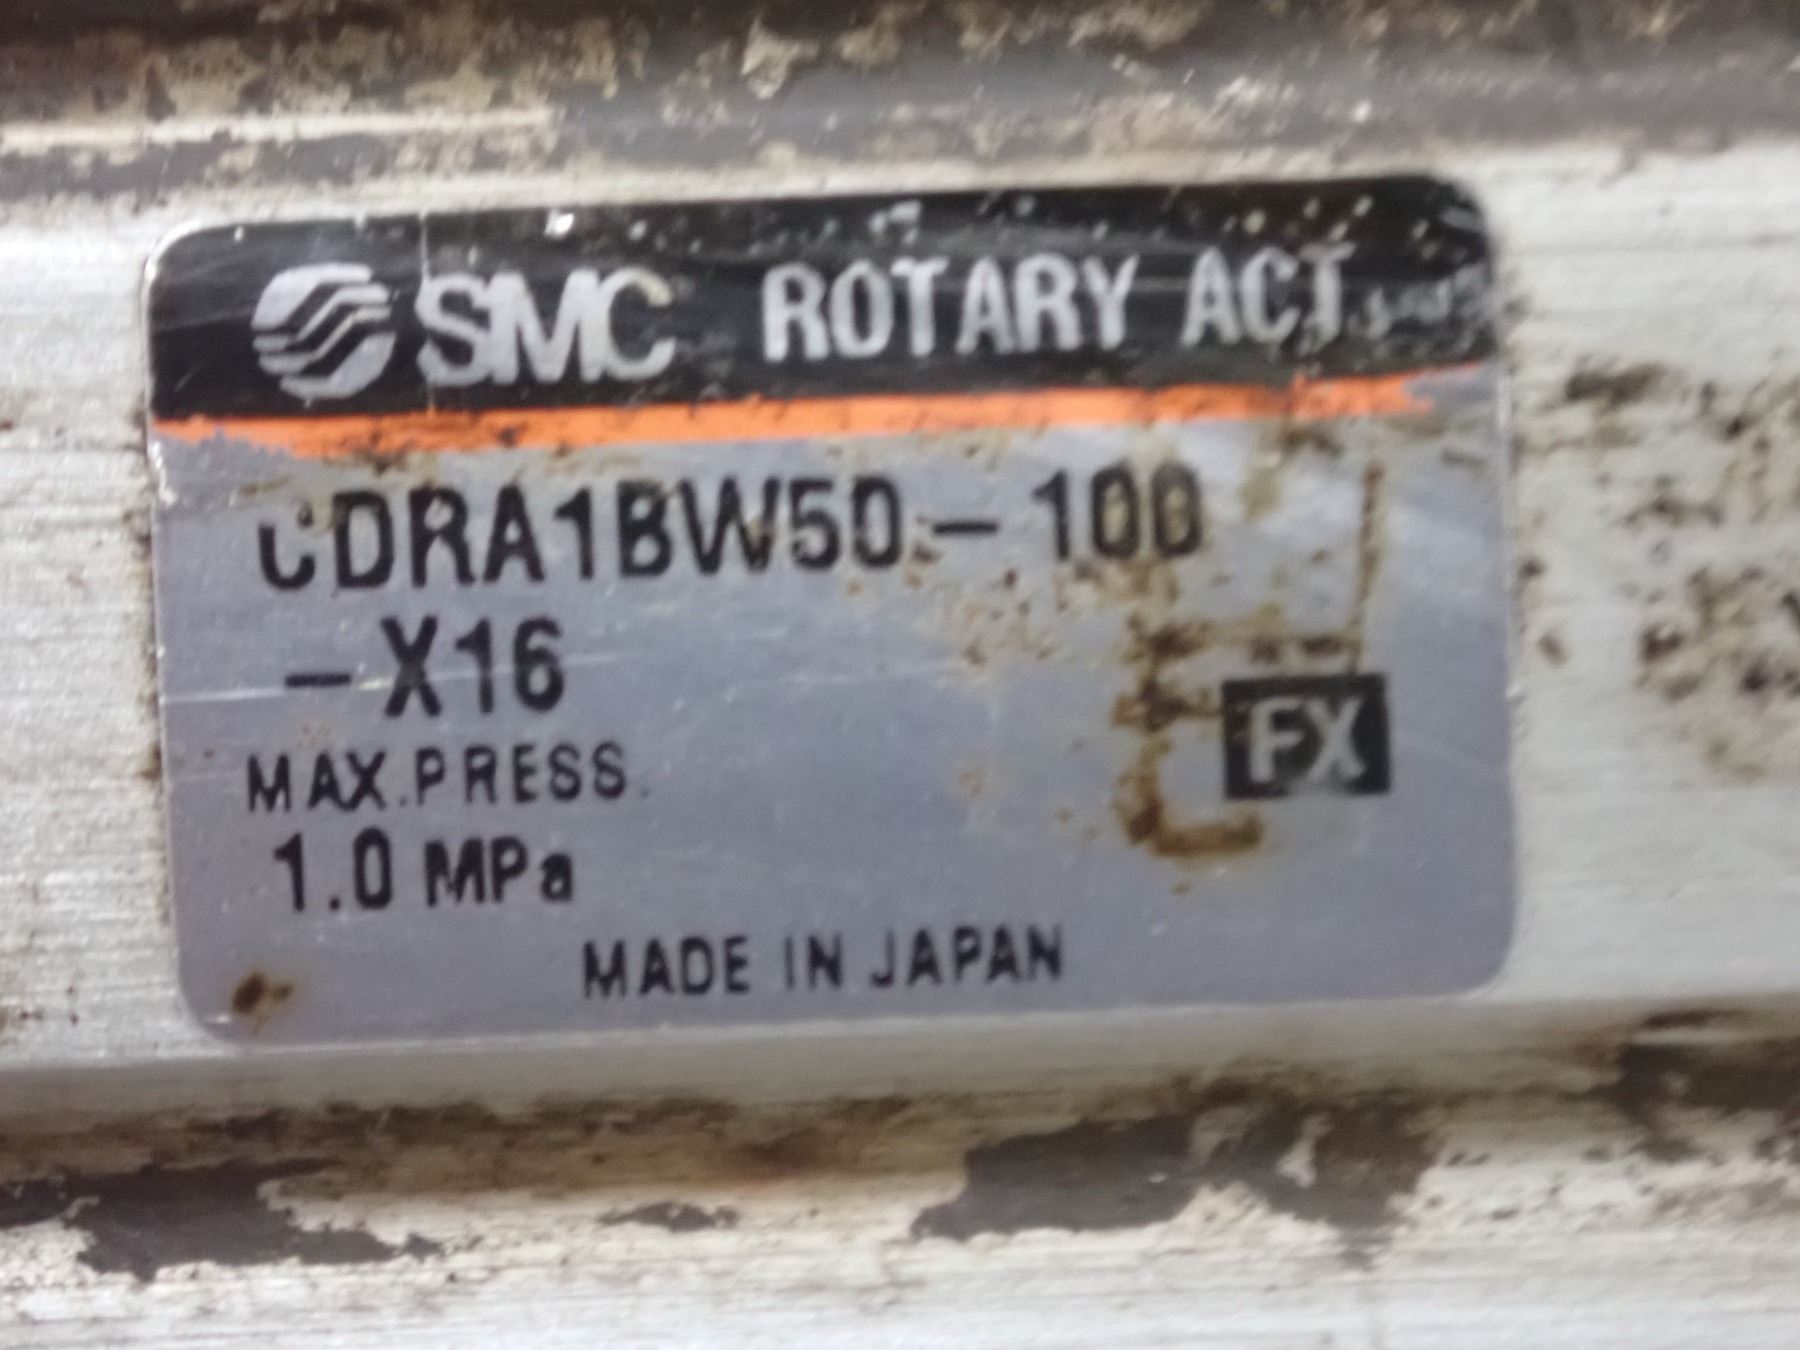 SMC ROTARY ACT.
CDRA1BW50-100
-X16
MAX.PRESS.
1.0 MPa
FX
MADE IN JAPAN